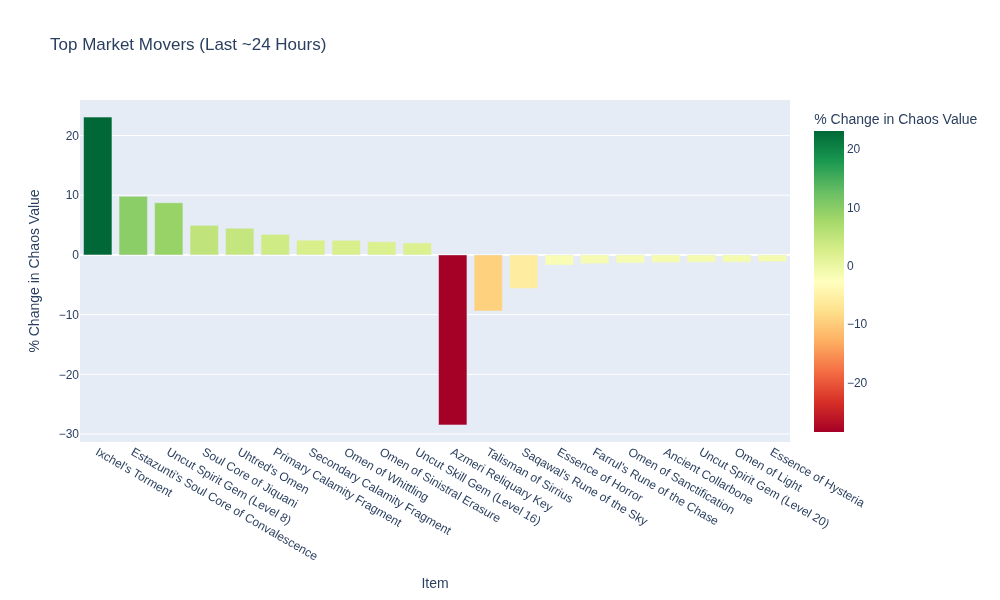 Top Market Movers (Last ~24 Hours)
% Change in Chaos Value
% Change in Chaos Value
20
10
0
−10
−20
−30
20
10
0
−10
−20
Ixchel's Torment
Estazunti's Soul Core of Convalescence
Uncut Spirit Gem (Level 8)
Soul Core of Jiquani
Uhtred's Omen
Primary Calamity Fragment
Secondary Calamity Fragment
Omen of Whittling
Omen of Sinistral Erasure
Uncut Skill Gem (Level 16)
Azmeri Reliquary Key
Talisman of Sirrius
Saqawal's Rune of the Sky
Essence of Horror
Farrul's Rune of the Chase
Omen of Sanctification
Ancient Collarbone
Uncut Spirit Gem (Level 20)
Omen of Light
Essence of Hysteria
Item